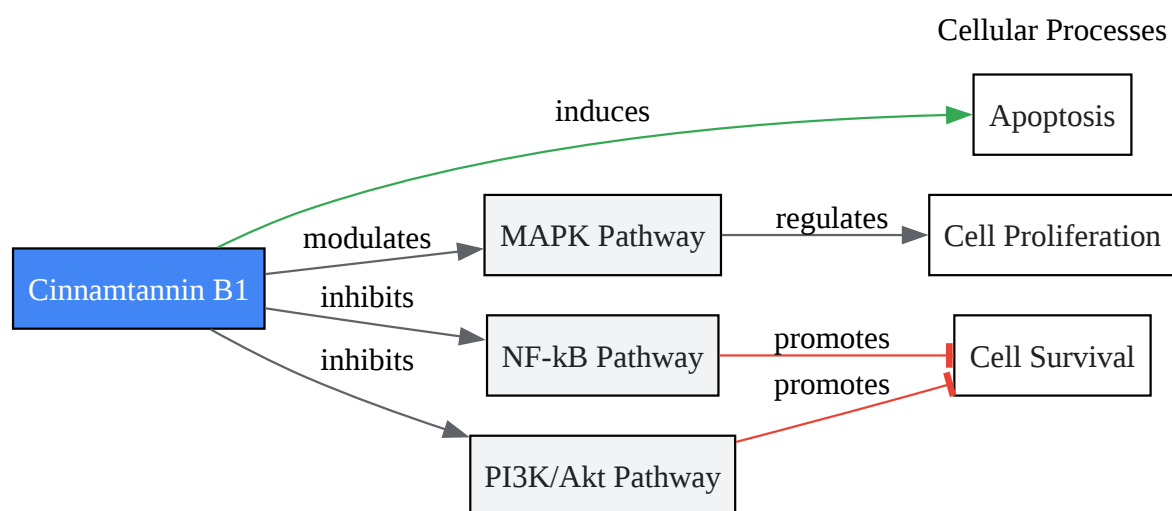 Cellular Processes
induces
Apoptosis
modulates
MAPK Pathway
regulates
Cell Proliferation
Cinnamtannin B1
inhibits
NF-kB Pathway
promotes
Cell Survival
inhibits
promotes
PI3K/Akt Pathway